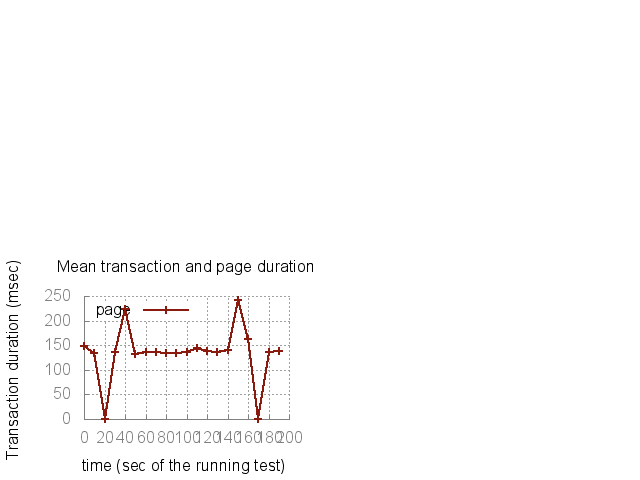 Mean transaction and page duration
Transaction duration (msec)
250
200
150
100
50
0
page
0 20 40 60 80 100 120 140 160 180 200
time (sec of the running test)